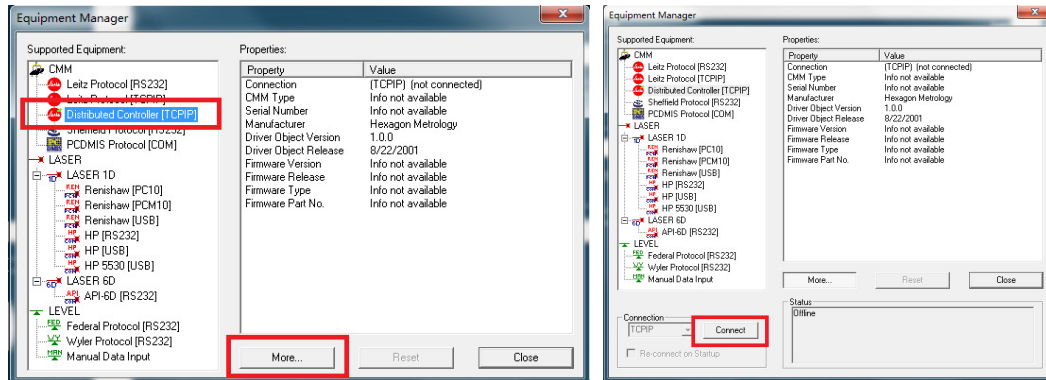 Equipment Manager
Supported Equipment:
Properties:
CMM
Leitz Protocol [RS232]
Leitz Protocol [TCPIP]
Distributed Controller [TCPIP]
Sheffield Protocol [RS232]
PCDMIS Protocol [COM]
LASER
LASER 1D
Renishaw [PC10]
Renishaw [PCM10]
Renishaw [USB]
HP [RS232]
HP [USB]
HP 5530 [USB]
LASER 6D
API-6D [RS232]
LEVEL
Federal Protocol [RS232]
Wyler Protocol [RS232]
Manual Data Input
Property Value
Connection (TCPIP) (not connected)
CMM Type Info not available
Serial Number Info not available
Manufacturer Hexagon Metrology
Driver Object Version 1.0.0
Driver Object Release 8/22/2001
Firmware Version Info not available
Firmware Release Info not available
Firmware Type Info not available
Firmware Part No. Info not available
More... Reset Close
Equipment Manager
Supported Equipment:
Properties:
CMM
Leitz Protocol [RS232]
Leitz Protocol [TCPIP]
Distributed Controller [TCPIP]
Sheffield Protocol [RS232]
PCDMIS Protocol [COM]
LASER
LASER 1D
Renishaw [PC10]
Renishaw [PCM10]
Renishaw [USB]
HP [RS232]
HP [USB]
HP 5530 [USB]
LASER 6D
API-6D [RS232]
LEVEL
Federal Protocol [RS232]
Wyler Protocol [RS232]
Manual Data Input
Property Value
Connection (TCPIP) (not connected)
CMM Type Info not available
Serial Number Info not available
Manufacturer Hexagon Metrology
Driver Object Version 1.0.0
Driver Object Release 8/22/2001
Firmware Version Info not available
Firmware Release Info not available
Firmware Type Info not available
Firmware Part No. Info not available
More... Reset Close
Connection
TCPIP Connect
Re-connect on Startup
Status
Offline